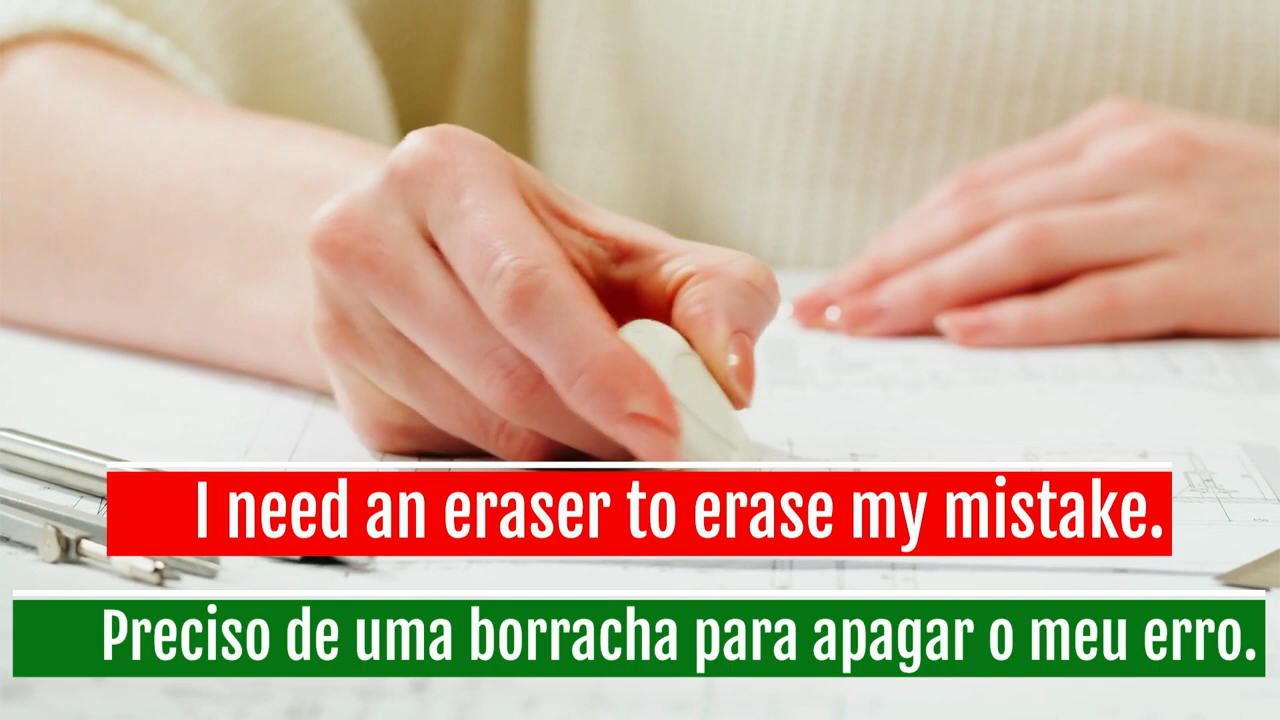 I need an eraser to erase my mistake.
Preciso de uma borracha para apagar o meu erro.